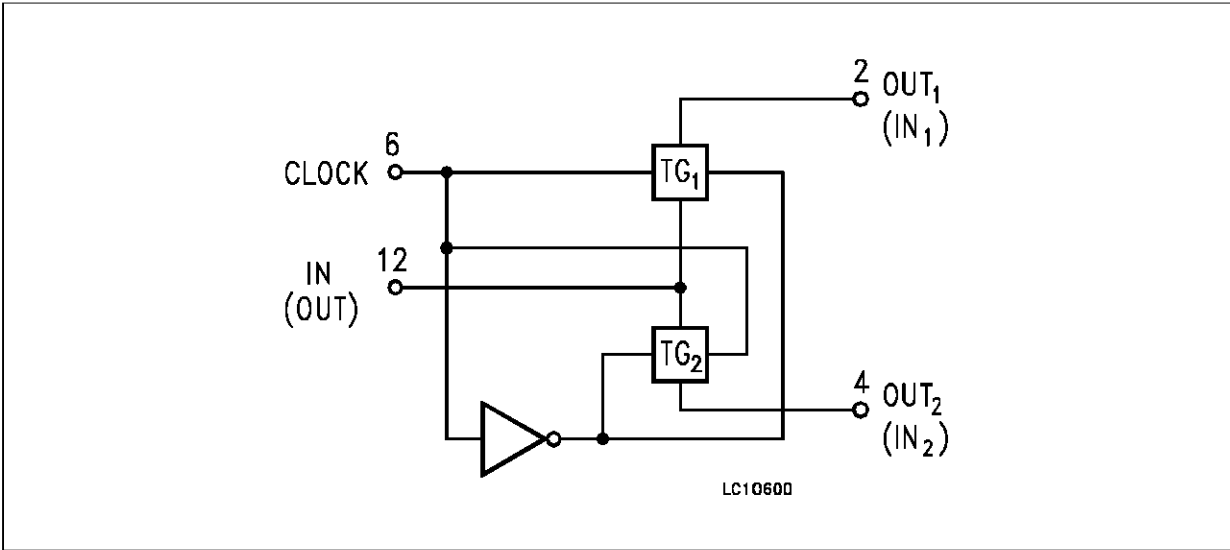 2 OUT₁
(IN₁)
6
CLOCK
TG₁
12
IN
(OUT)
TG₂
4 OUT₂
(IN₂)
LC10600